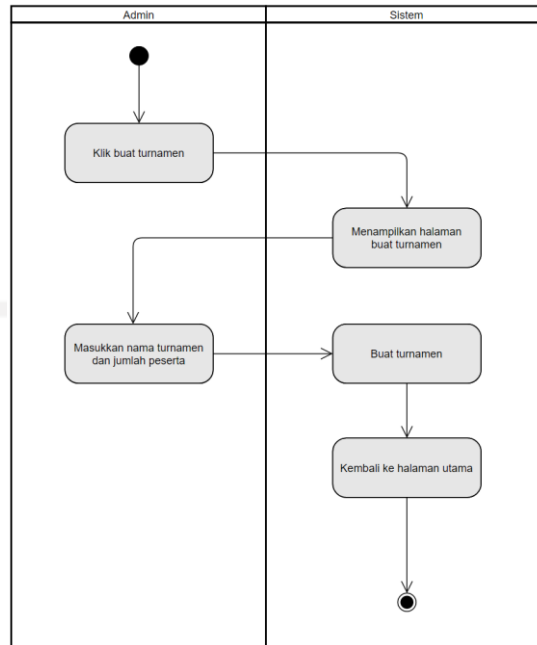 Admin
Sistem
Klik buat turnamen
Menampilkan halaman
buat turnamen
Masukkan nama turnamen
dan jumlah peserta
Buat turnamen
Kembali ke halaman utama